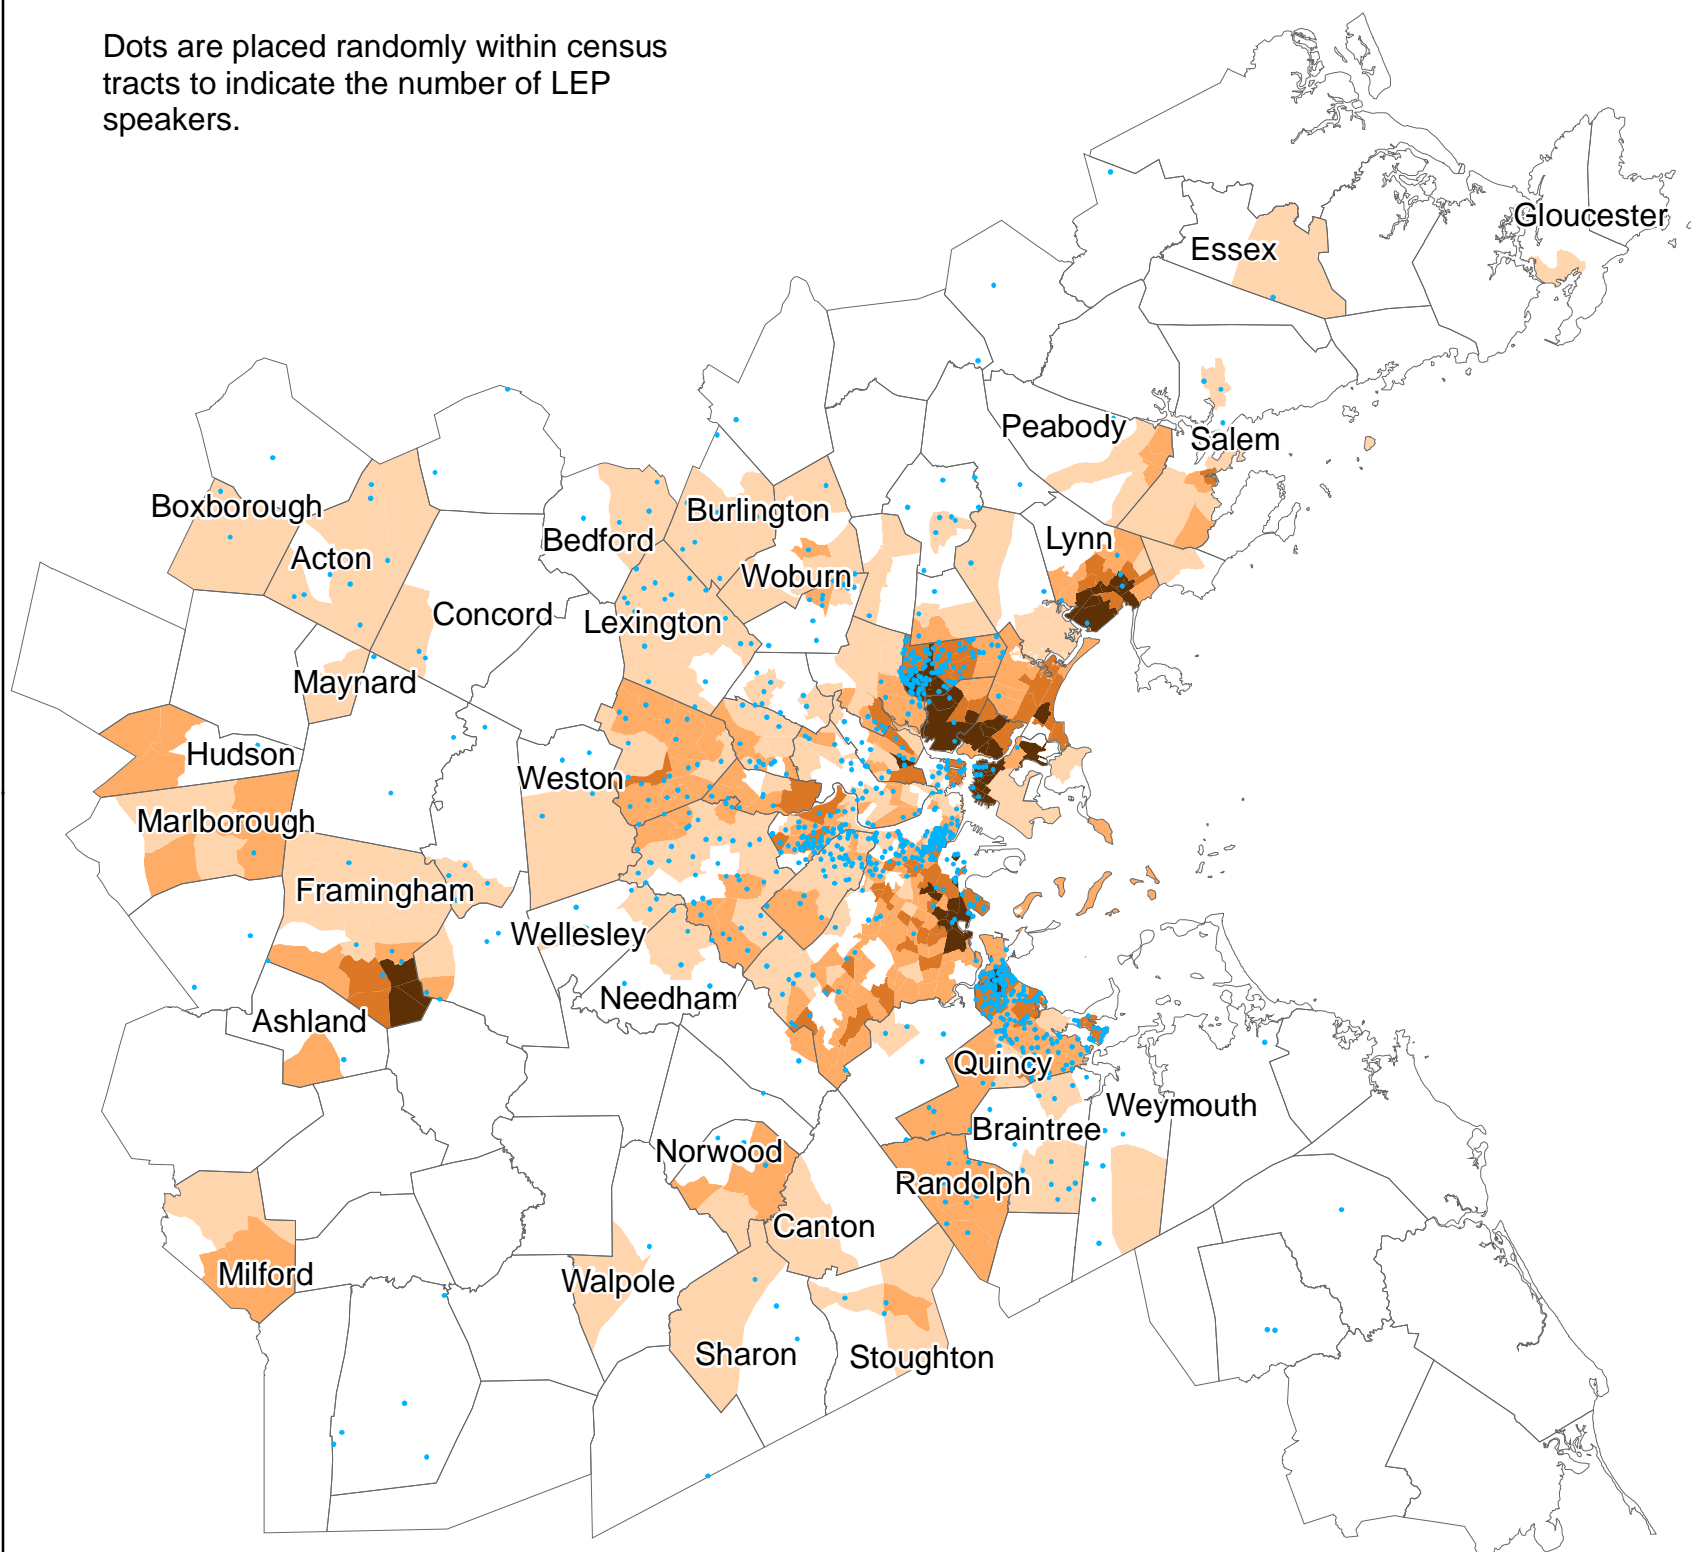 Dots are placed randomly within census
tracts to indicate the number of LEP
speakers.
Gloucester
Essex
Peabody
Salem
Boxborough
Burlington
Bedford
Lynn
Acton
Woburn
Concord
Lexington
Maynard
Hudson
Weston
Marlborough
Framingham
Wellesley
Needham
Ashland
Quincy
Weymouth
Braintree
Norwood
Randolph
Canton
Milford
Walpole
Sharon
Stoughton